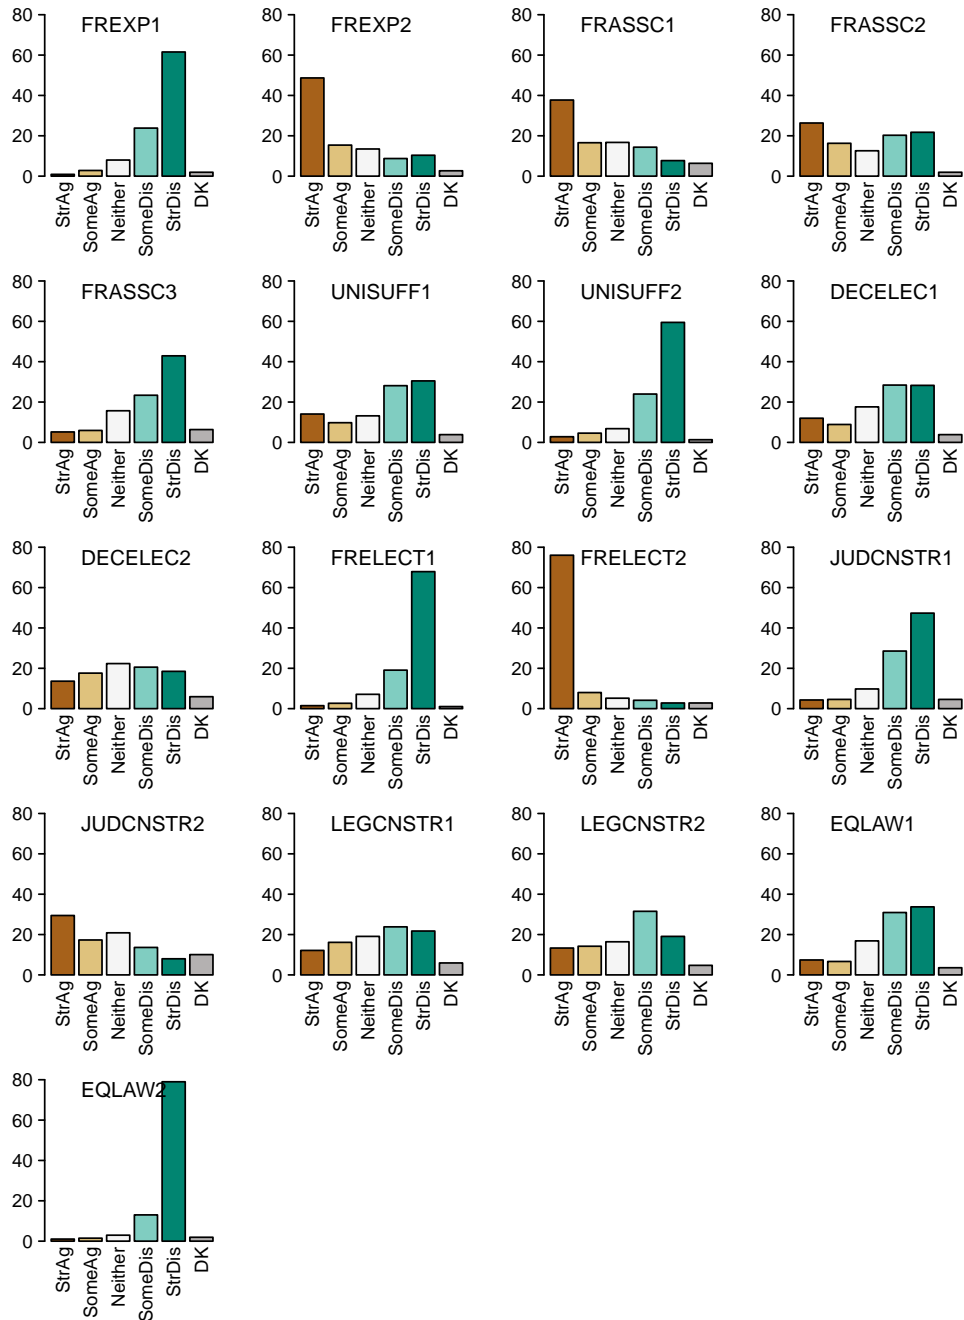 FREXP1
80
60
40
20
0
StrAg
SomeAg
Neither
SomeDis
StrDis
DK
FREXP2
80
60
40
20
0
StrAg
SomeAg
Neither
SomeDis
StrDis
DK
FRASSC1
80
60
40
20
0
StrAg
SomeAg
Neither
SomeDis
StrDis
DK
FRASSC2
80
60
40
20
0
StrAg
SomeAg
Neither
SomeDis
StrDis
DK
FRASSC3
80
60
40
20
0
StrAg
SomeAg
Neither
SomeDis
StrDis
DK
UNISUFF1
80
60
40
20
0
StrAg
SomeAg
Neither
SomeDis
StrDis
DK
UNISUFF2
80
60
40
20
0
StrAg
SomeAg
Neither
SomeDis
StrDis
DK
DECELEC1
80
60
40
20
0
StrAg
SomeAg
Neither
SomeDis
StrDis
DK
DECELEC2
80
60
40
20
0
StrAg
SomeAg
Neither
SomeDis
StrDis
DK
FRELECT1
80
60
40
20
0
StrAg
SomeAg
Neither
SomeDis
StrDis
DK
FRELECT2
80
60
40
20
0
StrAg
SomeAg
Neither
SomeDis
StrDis
DK
JUDCNSTR1
80
60
40
20
0
StrAg
SomeAg
Neither
SomeDis
StrDis
DK
JUDCNSTR2
80
60
40
20
0
StrAg
SomeAg
Neither
SomeDis
StrDis
DK
LEGCNSTR1
80
60
40
20
0
StrAg
SomeAg
Neither
SomeDis
StrDis
DK
LEGCNSTR2
80
60
40
20
0
StrAg
SomeAg
Neither
SomeDis
StrDis
DK
EQLAW1
80
60
40
20
0
StrAg
SomeAg
Neither
SomeDis
StrDis
DK
EQLAW2
80
60
40
20
0
StrAg
SomeAg
Neither
SomeDis
StrDis
DK